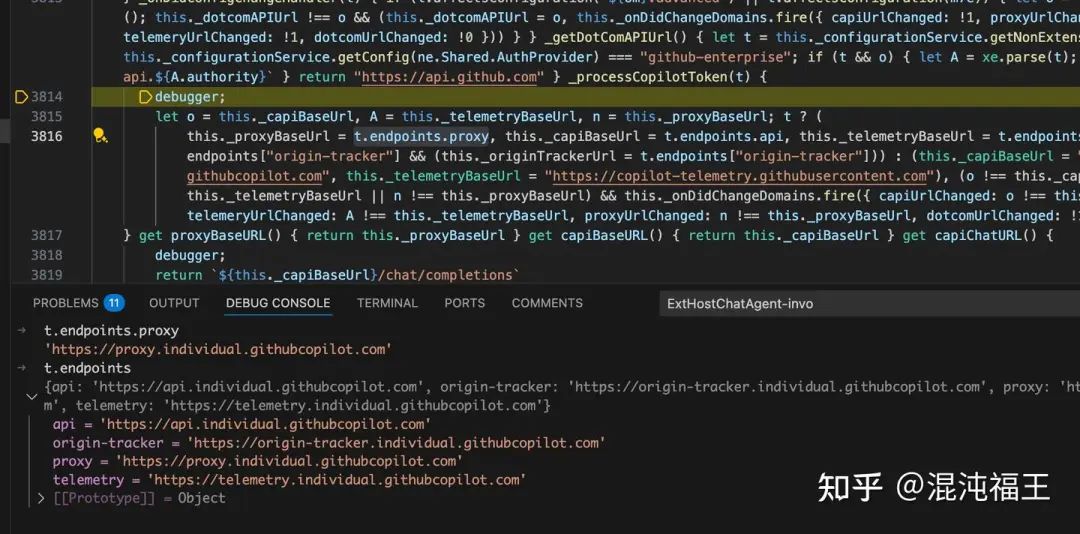 (); this._dotcomAPIUrl !== o && (this._dotcomAPIUrl = o, this._onDidChangeDomains.fire({ capiUrlChanged: !1, proxyUrlCh
telemeryUrlChanged: !1, dotcomUrlChanged: !0 })) } } _getDotComAPIUrl() { let t = this._configurationService.getNonExten
this._configurationService.getConfig(ne.Shared.AuthProvider) === "github-enterprise"; if (t && o) { let A = xe.parse(t);
api.${A.authority}` } return "https://api.github.com" } _processCopilotToken(t) {
3814 debugger;
3815 let o = this._capiBaseUrl, A = this._telemetryBaseUrl, n = this._proxyBaseUrl; t ? (
3816 this._proxyBaseUrl = t.endpoints.proxy, this._capiBaseUrl = t.endpoints.api, this._telemetryBaseUrl = t.endpoints
endpoints["origin-tracker"] && (this._originTrackerUrl = t.endpoints["origin-tracker"])) : (this._capiBaseUrl = "
githubcopilot.com", this._telemetryBaseUrl = "https://copilot-telemetry.githubusercontent.com"), (o !== this._cap
this._telemetryBaseUrl || n !== this._proxyBaseUrl) && this._onDidChangeDomains.fire({ capiUrlChanged: o !== this
telemeryUrlChanged: A !== this._telemetryBaseUrl, proxyUrlChanged: n !== this._proxyBaseUrl, dotcomUrlChanged: !1
3817 } get proxyBaseURL() { return this._proxyBaseUrl } get capiBaseURL() { return this._capiBaseUrl } get capiChatURL() {
3818 debugger;
3819 return `${this._capiBaseUrl}/chat/completions`
PROBLEMS 11 OUTPUT DEBUG CONSOLE TERMINAL PORTS COMMENTS ExtHostChatAgent-invo
t.endpoints.proxy
'https://proxy.individual.githubcopilot.com'
t.endpoints
{api: 'https://api.individual.githubcopilot.com', origin-tracker: 'https://origin-tracker.individual.githubcopilot.com', proxy: 'ht
m', telemetry: 'https://telemetry.individual.githubcopilot.com'}
api = 'https://api.individual.githubcopilot.com'
origin-tracker = 'https://origin-tracker.individual.githubcopilot.com'
proxy = 'https://proxy.individual.githubcopilot.com'
telemetry = 'https://telemetry.individual.githubcopilot.com'
[[Prototype]] = Object
知乎 @混沌福王